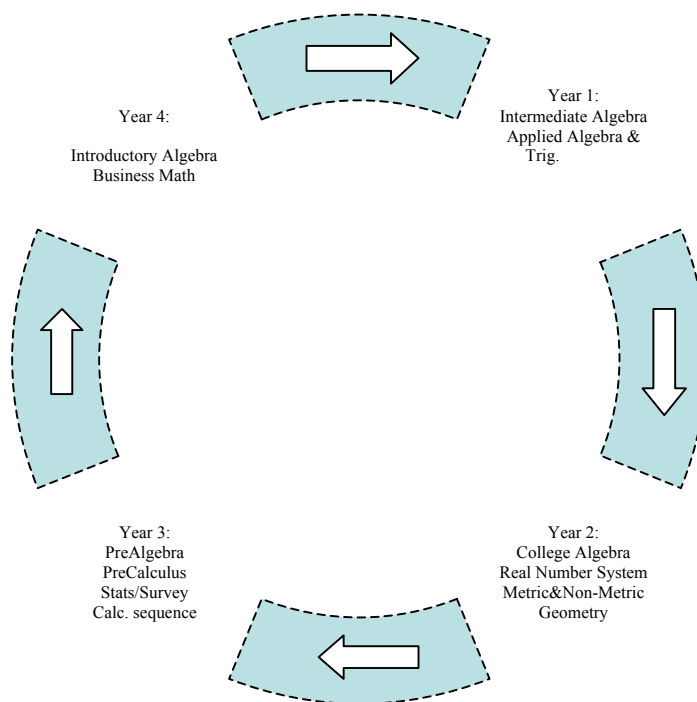 Year 1:
Intermediate Algebra
Applied Algebra &
Trig.
Year 2:
College Algebra
Real Number System
Metric&Non-Metric
Geometry
Year 3:
PreAlgebra
PreCalculus
Stats/Survey
Calc. sequence
Year 4:
Introductory Algebra
Business Math